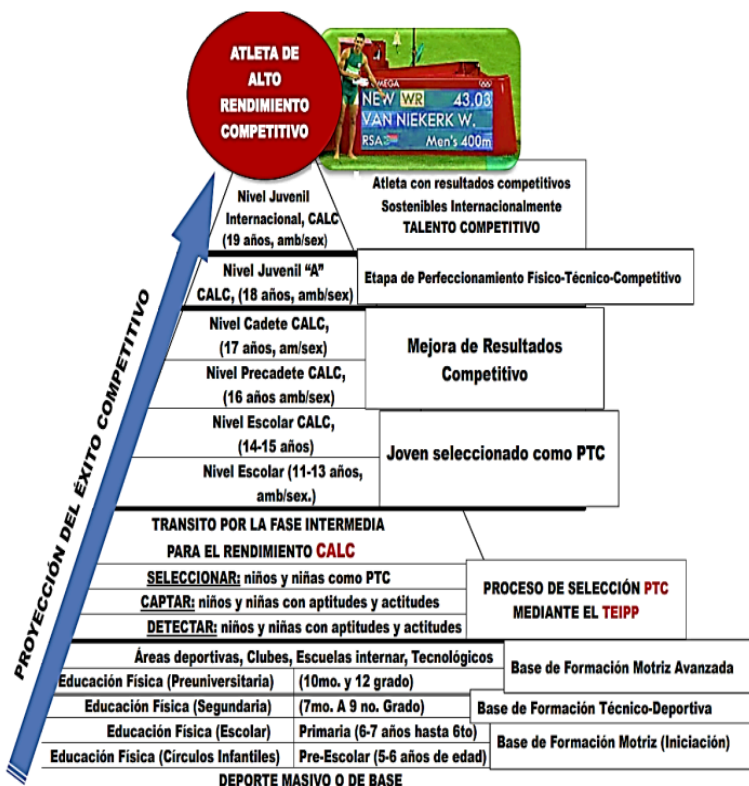 ATLETA DE
ALTO
RENDIMIENTO
COMPETITIVO
OMEGA
NEW WR 43.03
VAN NIEKERK W.
RSA Men's 400m
Nivel Juvenil
Internacional, CALC
(19 años, amb/sex)
Atleta con resultados competitivos
Sostenibles Internacionalmente
TALENTO COMPETITIVO
Nivel Juvenil “A”
CALC, (18 años, amb/sex)
Etapa de Perfeccionamiento Físico-Técnico-Competitivo
Nivel Cadete CALC,
(17 años, am/sex)
Nivel Precadete CALC,
(16 años amb/sex)
Mejora de Resultados
Competitivo
Nivel Escolar CALC,
(14-15 años)
Nivel Escolar (11-13 años,
amb/sex.)
Joven seleccionado como PTC
PROYECCIÓN DEL ÉXITO COMPETITIVO
TRANSITO POR LA FASE INTERMEDIA
PARA EL RENDIMIENTO CALC
SELECCIONAR: niños y niñas como PTC
CAPTAR: niños y niñas con aptitudes y actitudes
DETECTAR: niños y niñas con aptitudes y actitudes
PROCESO DE SELECCIÓN PTC
MEDIANTE EL TEIPP
Áreas deportivas, Clubes, Escuelas internar, Tecnológicos
Educación Física (Preuniversitaria) (10mo. y 12 grado)
Base de Formación Motriz Avanzada
Educación Física (Segundaria) (7mo. A 9 no. Grado)
Base de Formación Técnico-Deportiva
Educación Física (Escolar) Primaria (6-7 años hasta 6to)
Educación Física (Círculos Infantiles) Pre-Escolar (5-6 años de edad)
Base de Formación Motriz (Iniciación)
DEPORTE MASIVO O DE BASE